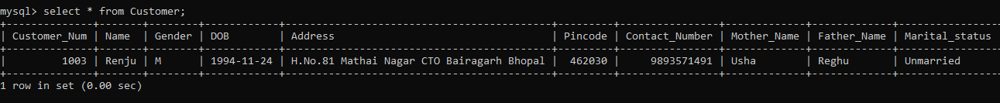 mysql> select * from Customer;
+--------------+-------+--------+------------+-----------------------------------------+---------+----------------+-------------+-------------+----------------
| Customer_Num | Name | Gender | DOB | Address | Pincode | Contact_Number | Mother_Name | Father_Name | Marital_status
+--------------+-------+--------+------------+-----------------------------------------+---------+----------------+-------------+-------------+----------------
| 1003 | Renju | M | 1994-11-24 | H.No.81 Mathai Nagar CTO Bairagarh Bhopal | 462030 | 9893571491 | Usha | Reghu | Unmarried
+--------------+-------+--------+------------+-----------------------------------------+---------+----------------+-------------+-------------+----------------
1 row in set (0.00 sec)